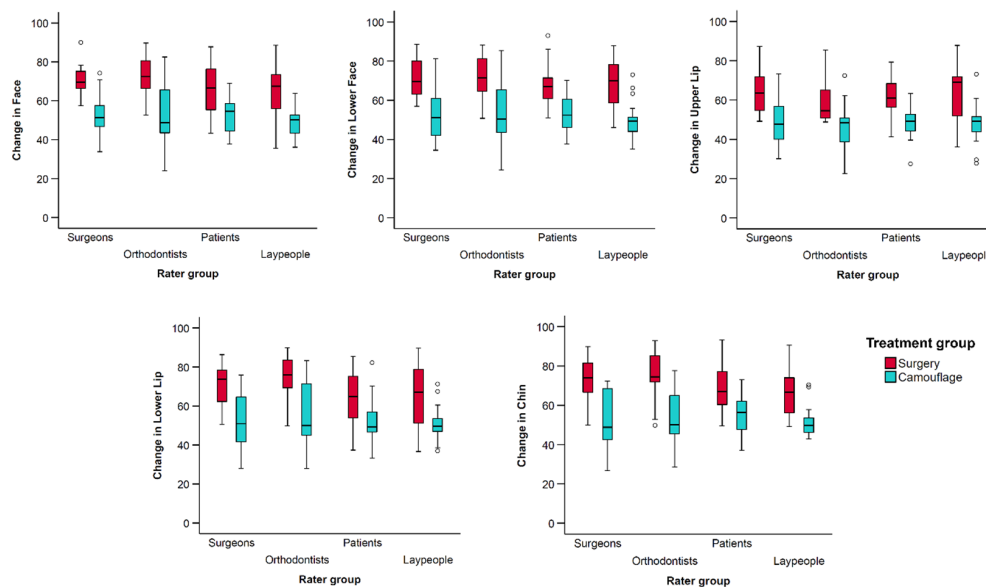 Change in Face
100
80
60
40
20
0
Surgeons
Patients
Orthodontists
Laypeople
Rater group
Change in Lower Face
100
80
60
40
20
0
Surgeons
Patients
Orthodontists
Laypeople
Rater group
Change in Upper Lip
100
80
60
40
20
0
Surgeons
Patients
Orthodontists
Laypeople
Rater group
Change in Lower Lip
100
80
60
40
20
0
Surgeons
Patients
Orthodontists
Laypeople
Rater group
Change in Chin
100
80
60
40
20
0
Surgeons
Patients
Orthodontists
Laypeople
Rater group
Treatment group
Surgery
Camouflage